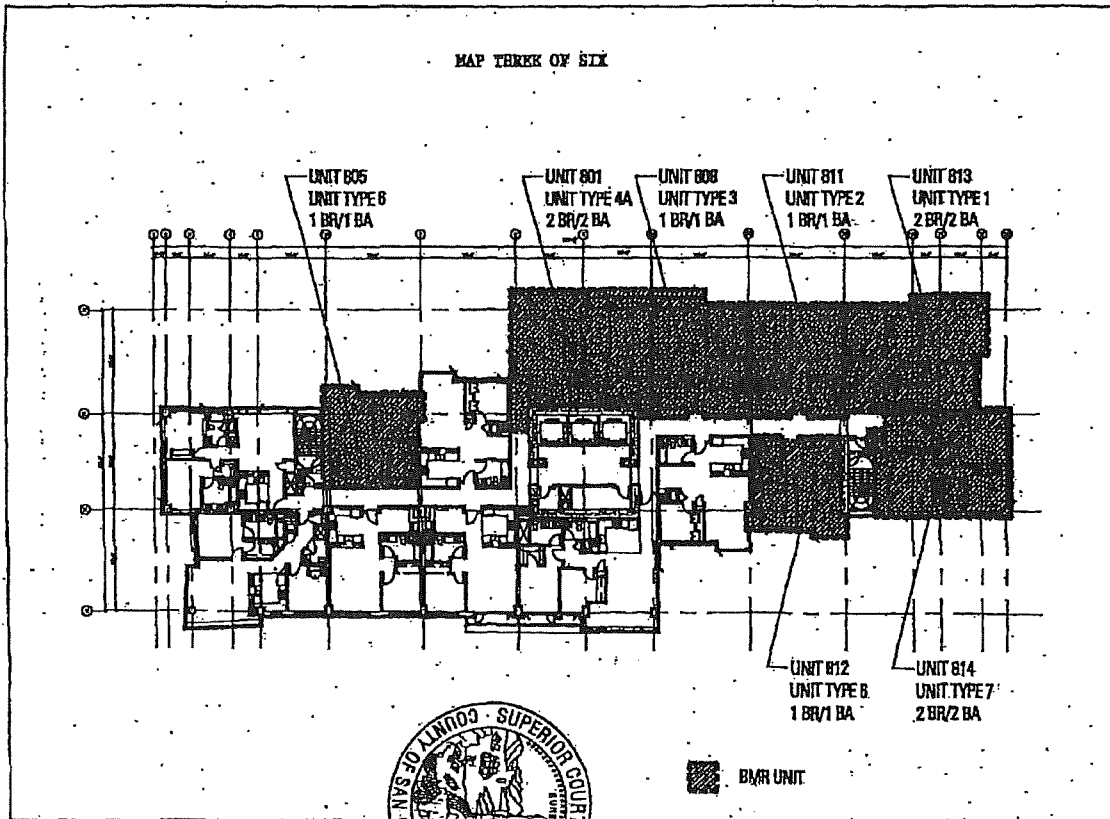 MAP THREE OF SIX
UNIT 805
UNIT TYPE 6
1 BR/1 BA
UNIT 801
UNIT TYPE 4A
2 BR/2 BA
UNIT 809
UNIT TYPE 3
1 BR/1 BA
UNIT 811
UNIT TYPE 2
1 BR/1 BA
UNIT 813
UNIT TYPE 1
2 BR/2 BA
UNIT 812
UNIT TYPE 6
1 BR/1 BA
UNIT 814
UNIT TYPE 7
2 BR/2 BA
COUNTY OF SAN
SUPERIOR COUR
BMR UNIT